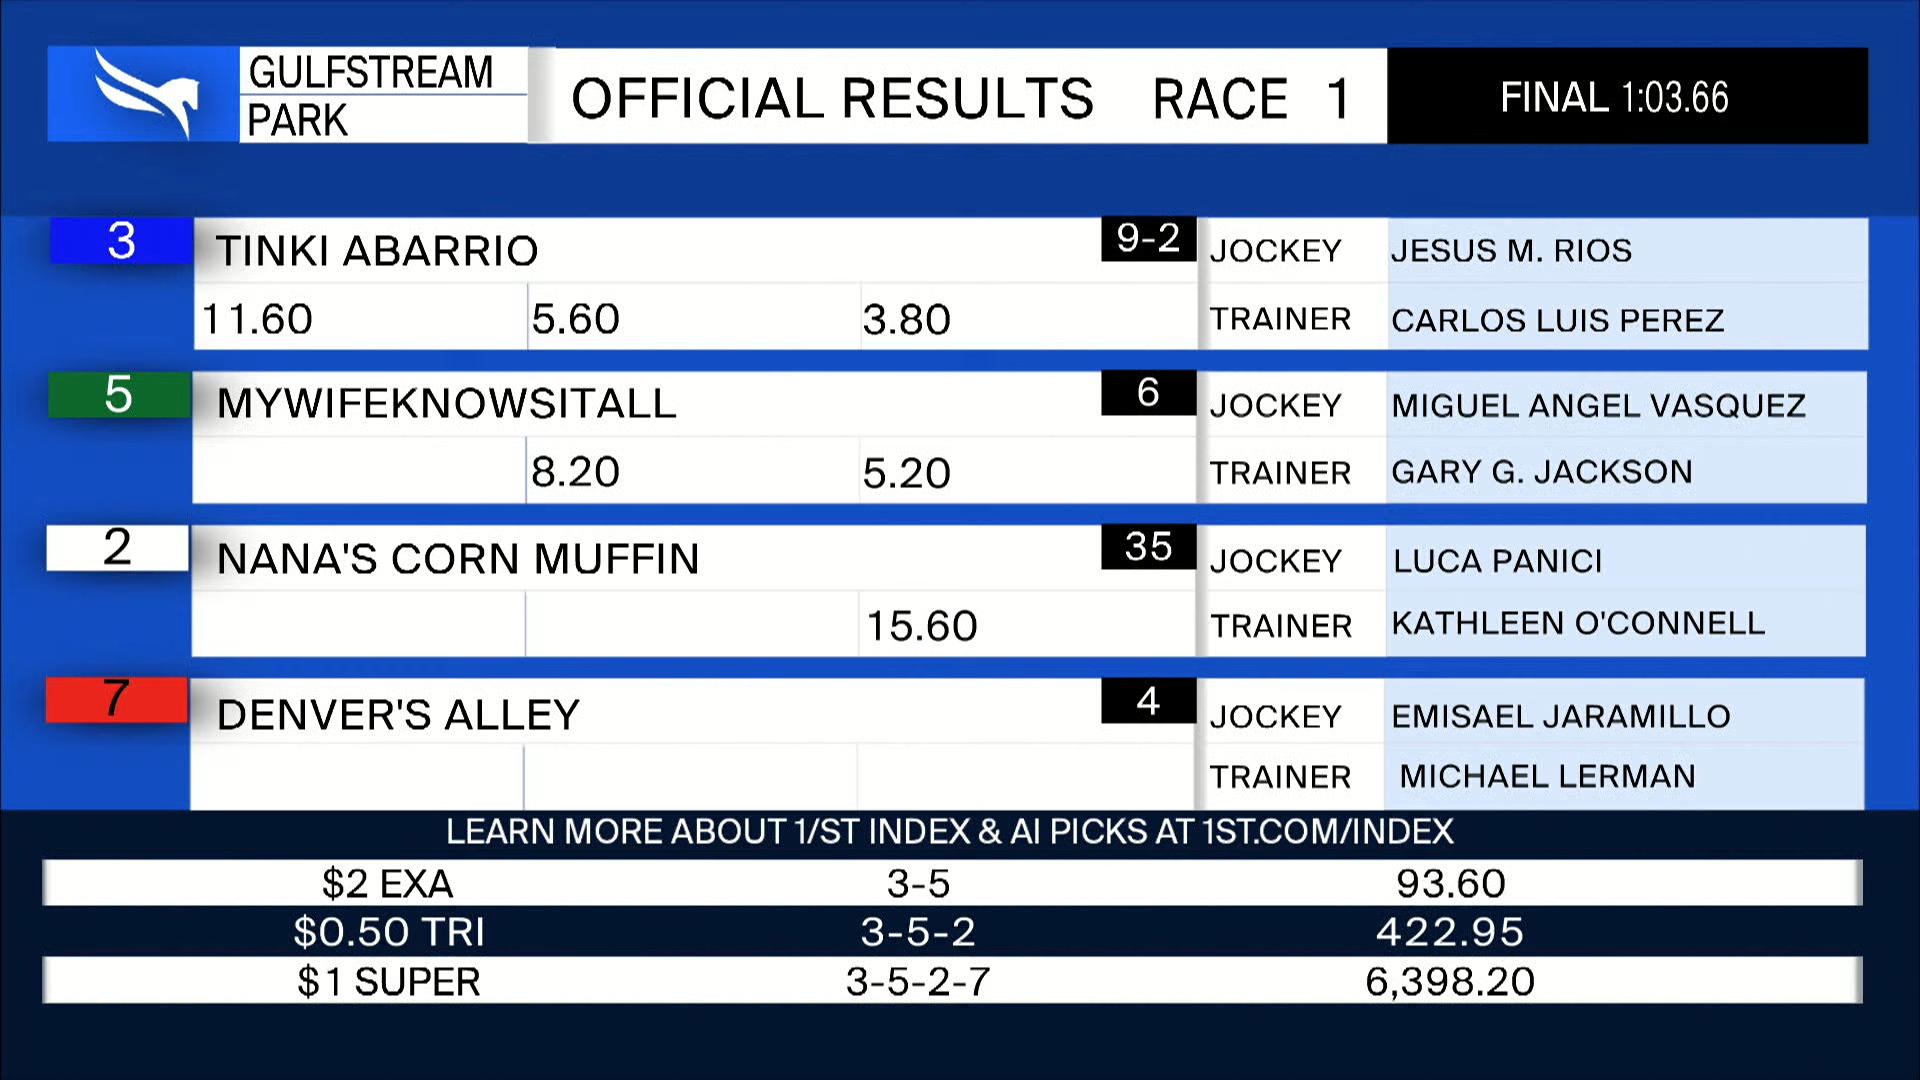 GULFSTREAM
PARK
OFFICIAL RESULTS RACE 1
FINAL 1:03.66
3
TINKI ABARRIO
9-2
JOCKEY
JESUS M. RIOS
11.60
5.60
3.80
TRAINER
CARLOS LUIS PEREZ
5
MYWIFEKNOWSITALL
6
JOCKEY
MIGUEL ANGEL VASQUEZ
8.20
5.20
TRAINER
GARY G. JACKSON
2
NANA'S CORN MUFFIN
35
JOCKEY
LUCA PANICI
15.60
TRAINER
KATHLEEN O'CONNELL
7
DENVER'S ALLEY
4
JOCKEY
EMISAEL JARAMILLO
TRAINER
MICHAEL LERMAN
LEARN MORE ABOUT 1/ST INDEX & AI PICKS AT 1ST.COM/INDEX
$2 EXA 3-5 93.60
$0.50 TRI 3-5-2 422.95
$1 SUPER 3-5-2-7 6,398.20